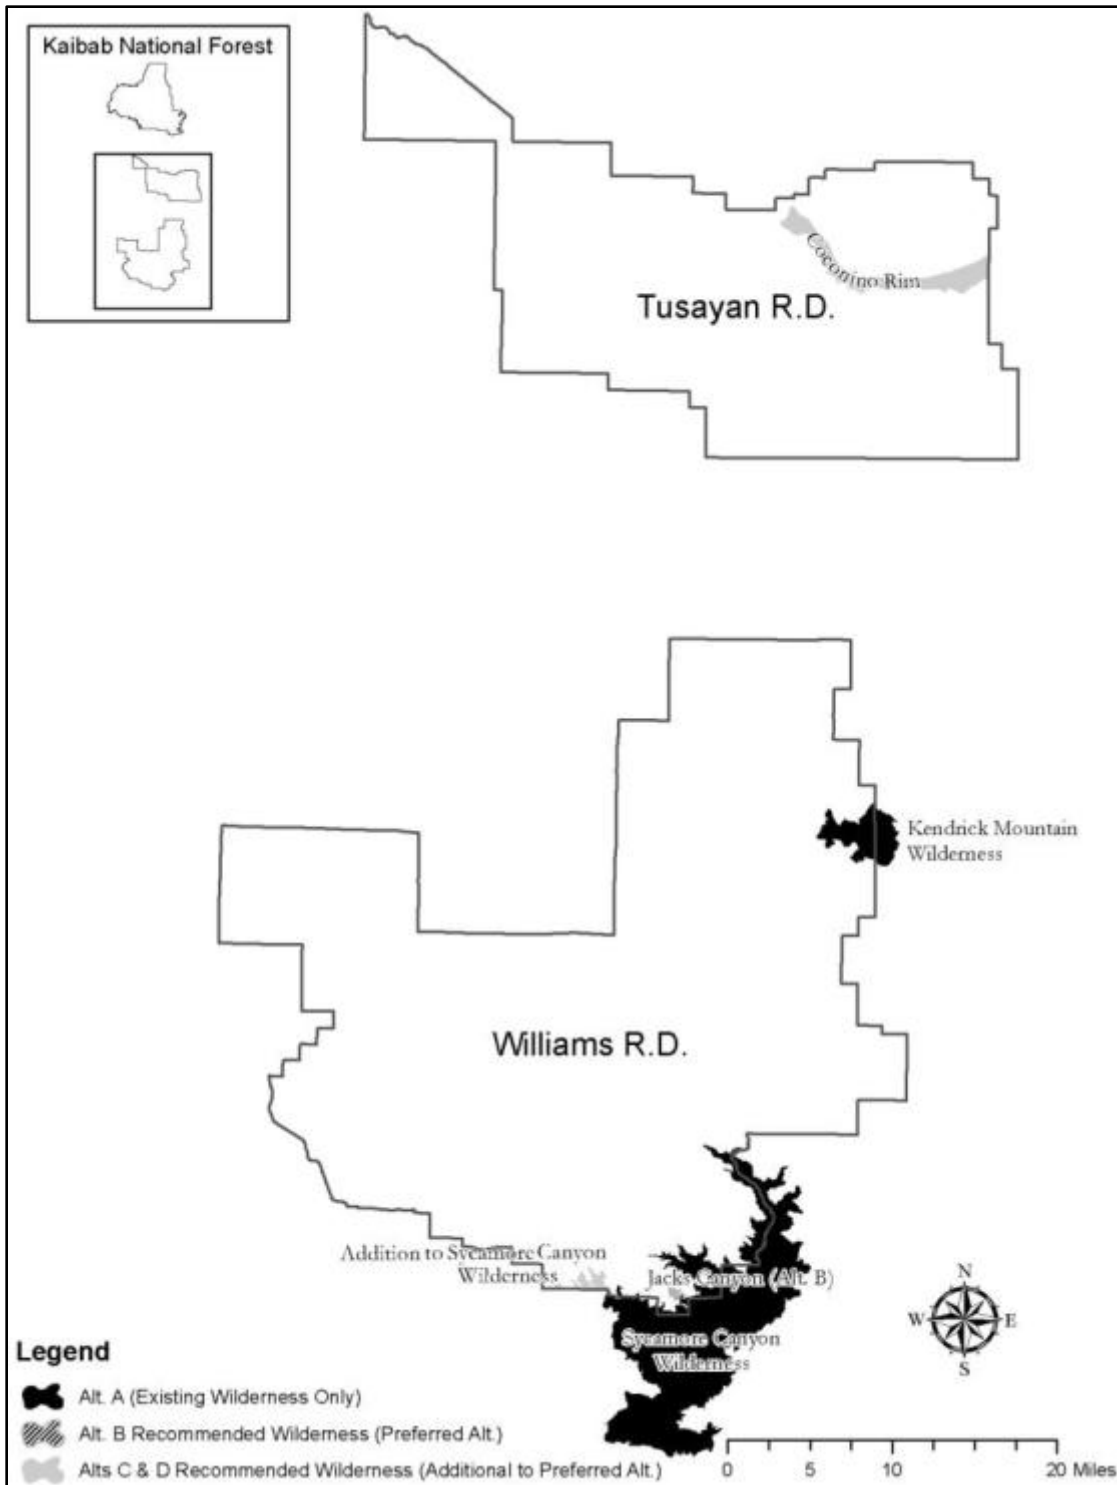 Kaibab National Forest
Coconino Rim
Tusayan R.D.
Kendrick Mountain
Wilderness
Williams R.D.
Addition to Sycamore Canyon
Wilderness
Jacks Canyon (Alt. B)
Sycamore Canyon
Wilderness
N
W E
S
Legend
Alt. A (Existing Wilderness Only)
Alt. B Recommended Wilderness (Preferred Alt.)
Alts C & D Recommended Wilderness (Additional to Preferred Alt.)
0 5 10 20 Miles